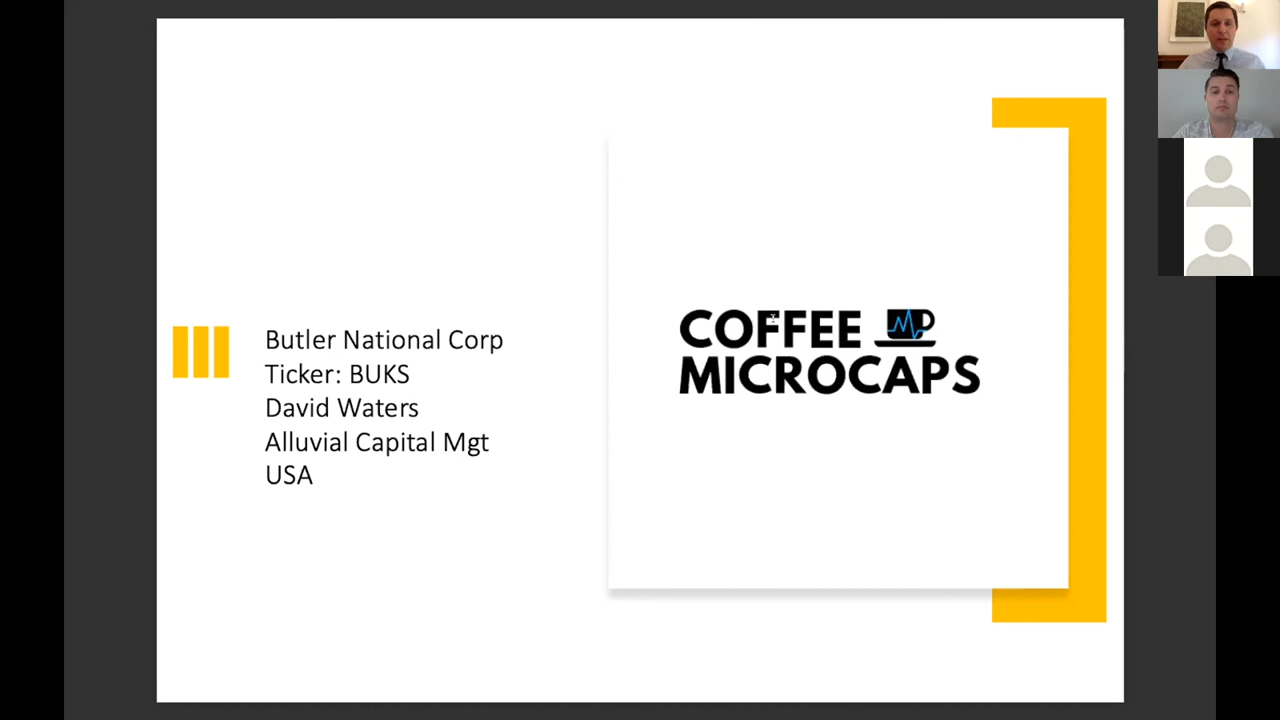 Butler National Corp
Ticker: BUKS
David Waters
Alluvial Capital Mgt
USA
COFFEE
MICROCAPS